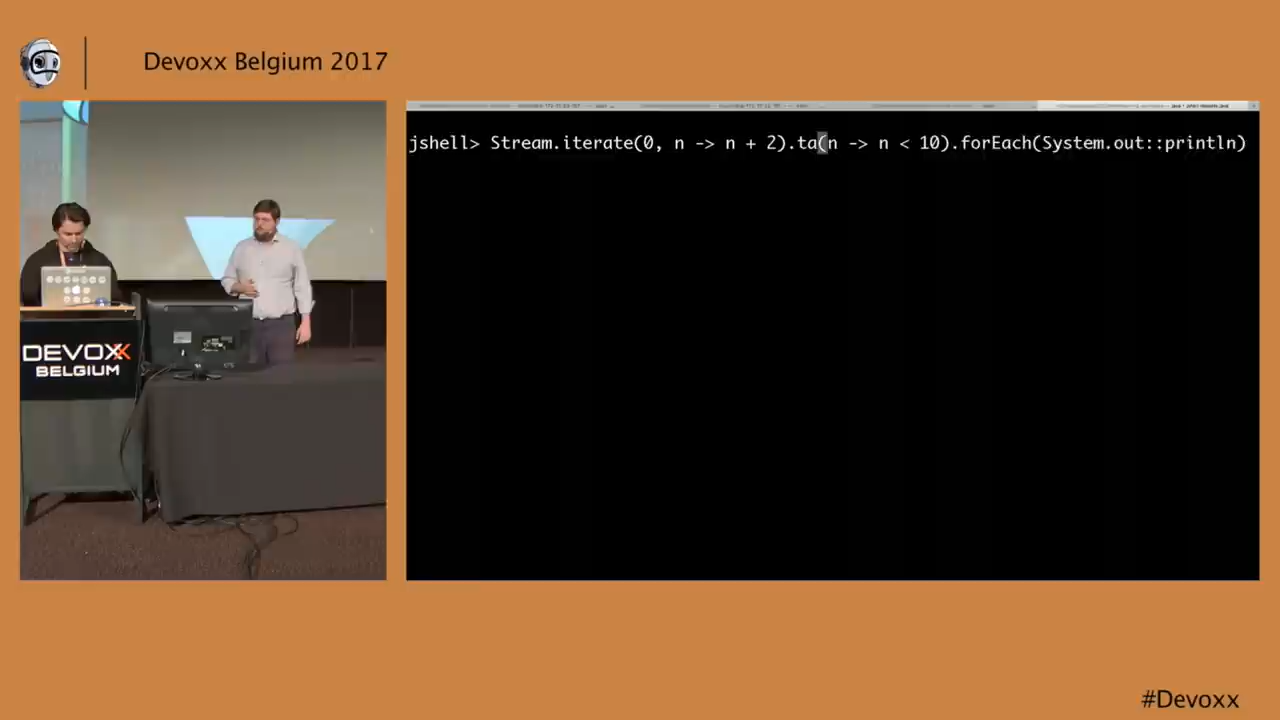 Devoxx Belgium 2017
jshell> Stream.iterate(0, n -> n + 2).ta(n -> n < 10).forEach(System.out::println)
DEVOXX
BELGIUM
#Devoxx